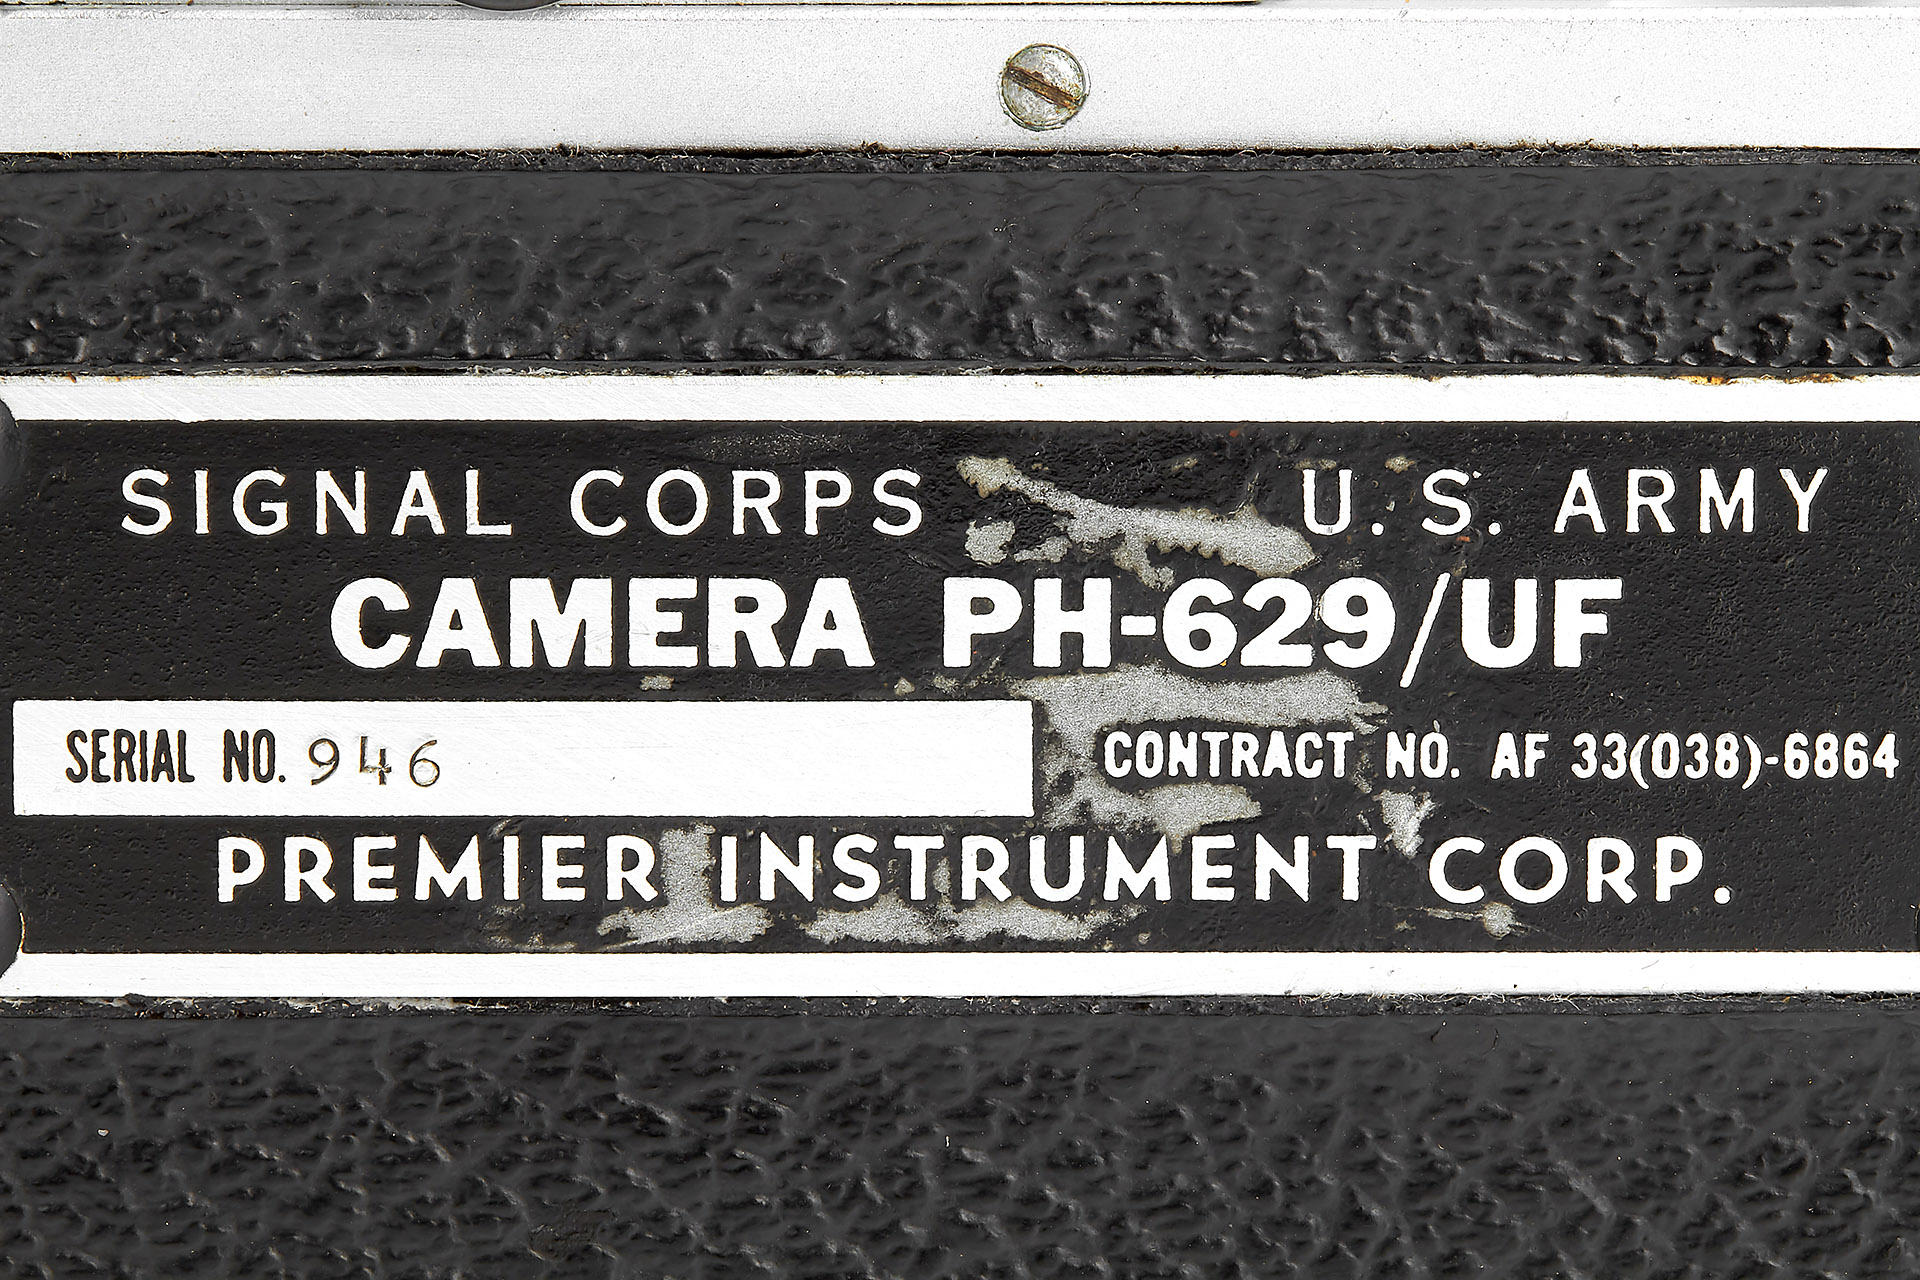 SIGNAL CORPS U. S. ARMY
CAMERA PH-629/UF
SERIAL NO. 946 CONTRACT NO. AF 33(038)-6864
PREMIER INSTRUMENT CORP.